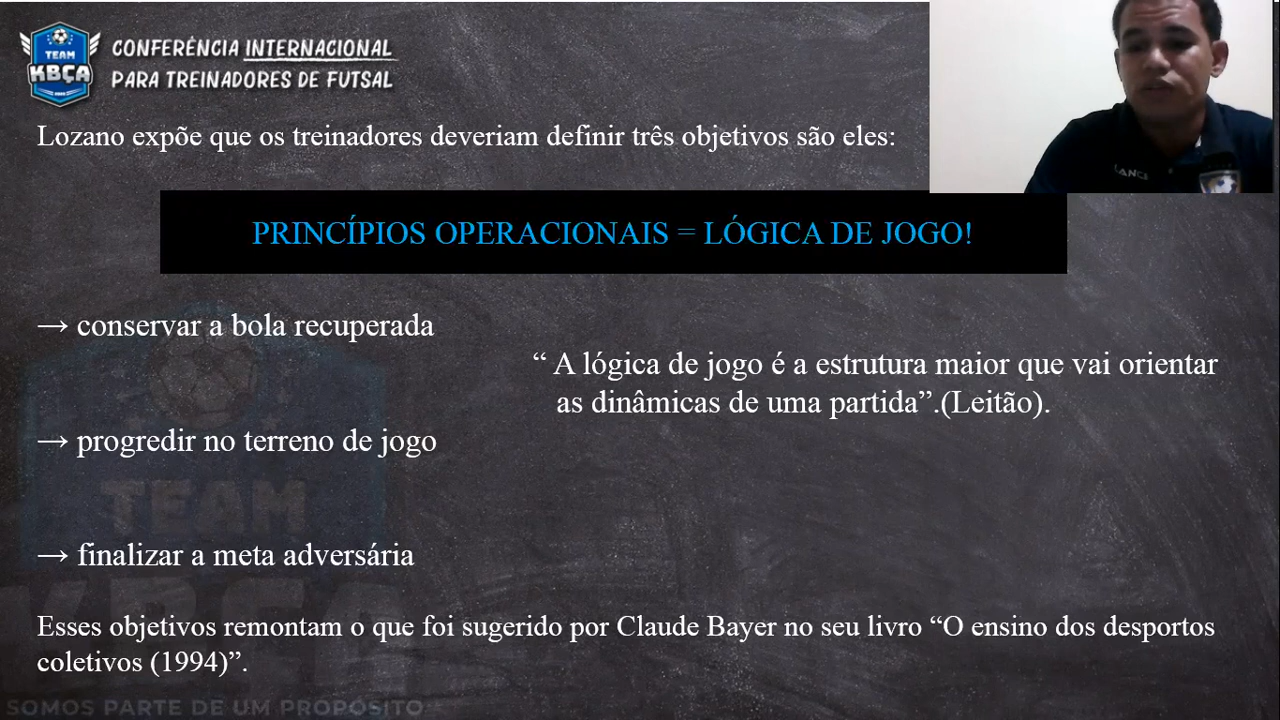 TEAM
KBÇA
CONFERÊNCIA INTERNACIONAL
PARA TREINADORES DE FUTSAL
Lozano expõe que os treinadores deveriam definir três objetivos são eles:
PRINCÍPIOS OPERACIONAIS = LÓGICA DE JOGO!
→ conservar a bola recuperada
“ A lógica de jogo é a estrutura maior que vai orientar
as dinâmicas de uma partida”.(Leitão).
→ progredir no terreno de jogo
→ finalizar a meta adversária
Esses objetivos remontam o que foi sugerido por Claude Bayer no seu livro “O ensino dos desportos
coletivos (1994)”.
TEAM
KBÇA
SOMOS PARTE DE UM PROPÓSITO